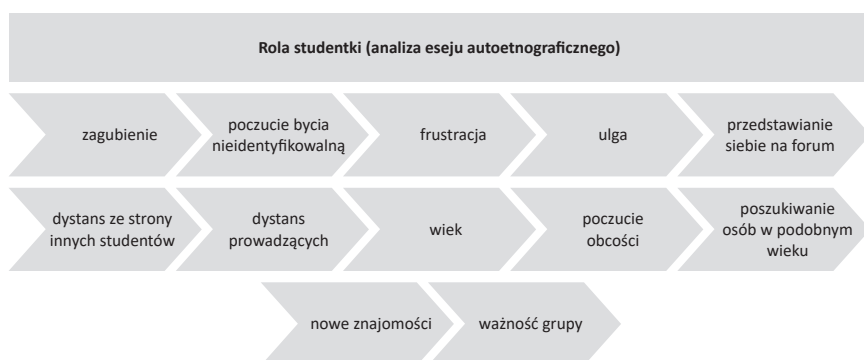 Rola studentki (analiza eseju autoetnograficznego)
zagubienie
poczucie bycia
nieidentyfikowalną
frustracja
ulga
przedstawianie
siebie na forum
dystans ze strony
innych studentów
dystans
prowadzących
wiek
poczucie
obcości
poszukiwanie
osób w podobnym
wieku
nowe znajomości
ważność grupy